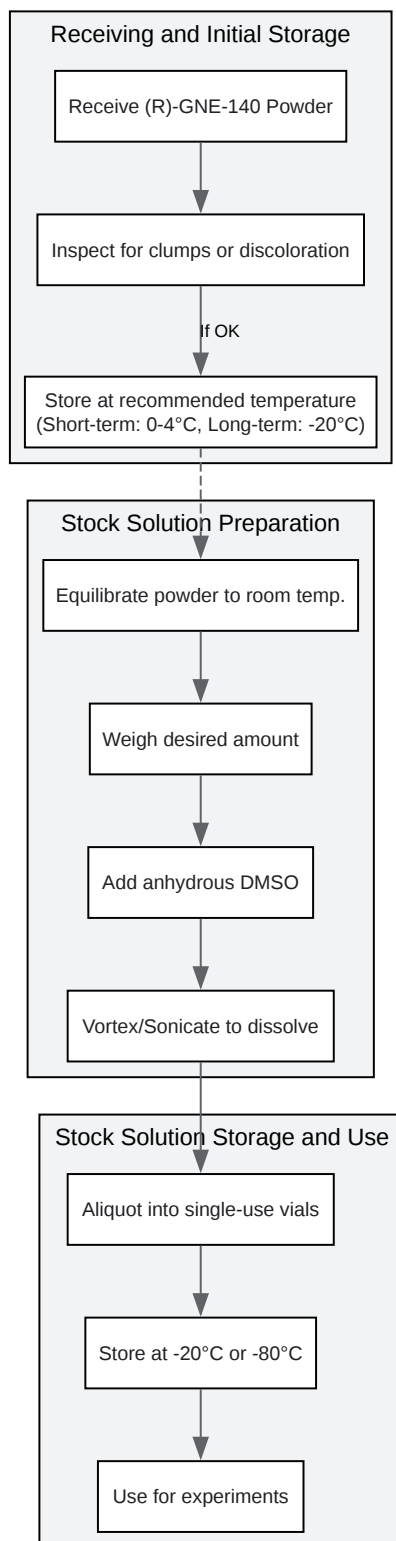 Receiving and Initial Storage
Receive (R)-GNE-140 Powder
Inspect for clumps or discoloration
If OK
Store at recommended temperature
(Short-term: 0-4°C, Long-term: -20°C)
Stock Solution Preparation
Equilibrate powder to room temp.
Weigh desired amount
Add anhydrous DMSO
Vortex/Sonicate to dissolve
Stock Solution Storage and Use
Aliquot into single-use vials
Store at -20°C or -80°C
Use for experiments